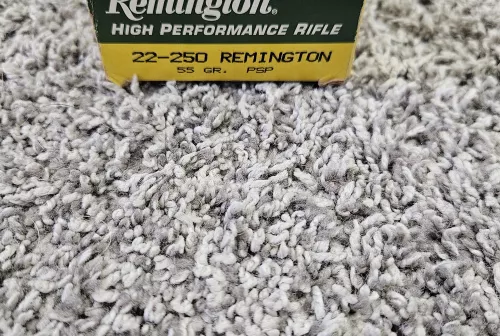 Remington.
HIGH PERFORMANCE RIFLE
22-250 REMINGTON
55 GR. PSP